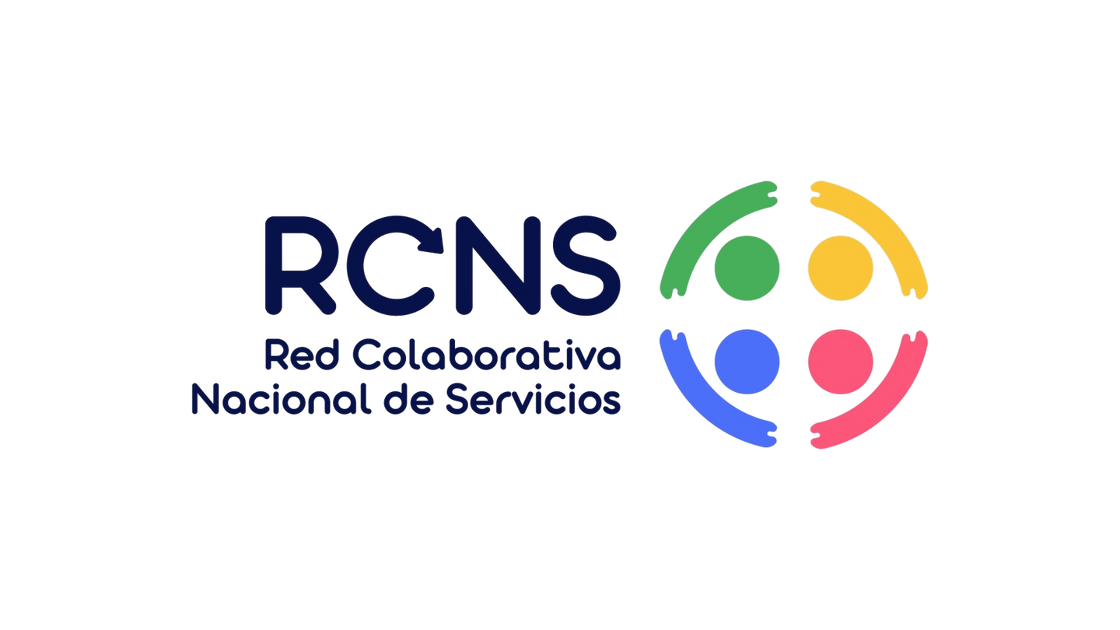 RCNS
Red Colaborativa
Nacional de Servicios